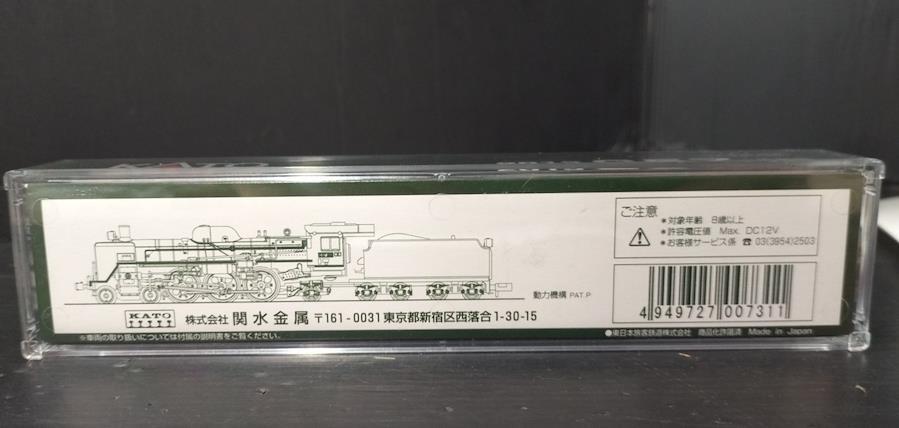 KATO
動力機構 PAT.P
KATO
株式会社 関水金属 〒161-0031 東京都新宿区西落合1-30-15
※車両の取り扱いについては付属の説明書をご覧ください。
ご注意
※対象年齢 8歳以上
※許容電圧値 Max. DC12V
※お客様サービス係 ☎ 03(3954)2503
4 949727 007311
●東日本旅客鉄道株式会社 商品化許諾済 Made in Japan